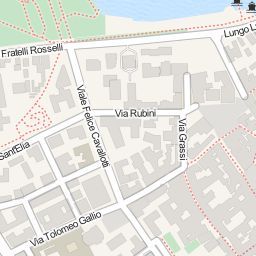 Lungo L
Fratelli Rosselli
Viale Felice Cavallotti
Via Rubini
Via Grassi
Sant'Elia
Via Tolomeo Gallio